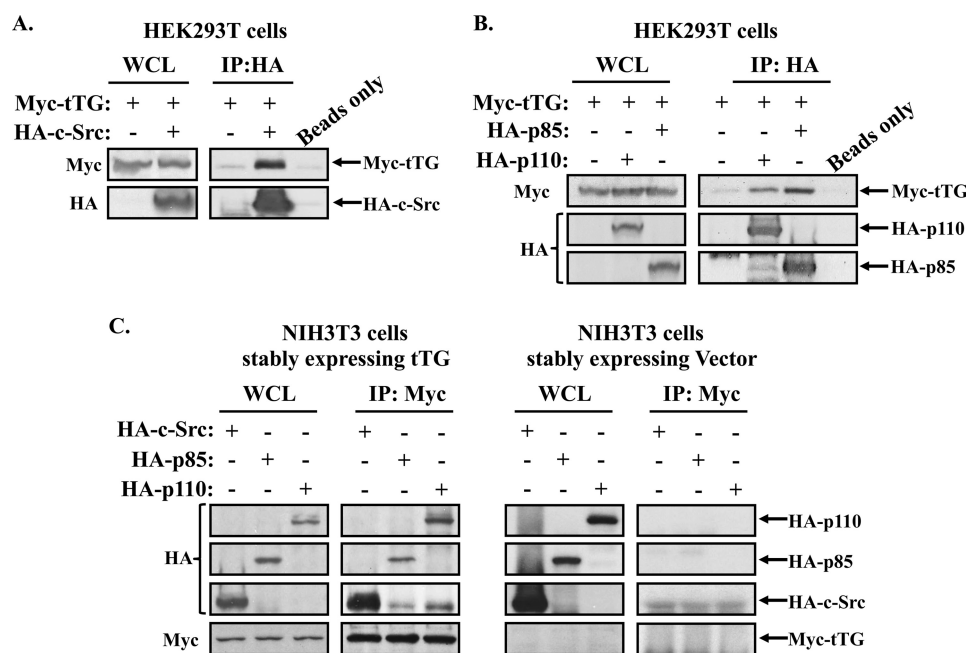 A.
HEK293T cells
WCL IP:HA
Myc-tTG: + + + + Beads only
HA-c-Src: - + - +
Myc Myc-tTG
HA HA-c-Src
B.
HEK293T cells
WCL IP: HA
Myc-tTG: + + + + + + Beads only
HA-p85: - - + - - +
HA-p110: - + - - + -
Myc Myc-tTG
HA HA-p110
HA-p85
C.
NIH3T3 cells
stably expressing tTG
NIH3T3 cells
stably expressing Vector
WCL IP: Myc WCL IP: Myc
HA-c-Src: + - - + - - + - - + - -
HA-p85: - + - - + - - + - - + -
HA-p110: - - + - - + - - + - - +
HA HA-p110
HA-p85
HA-c-Src
Myc Myc-tTG